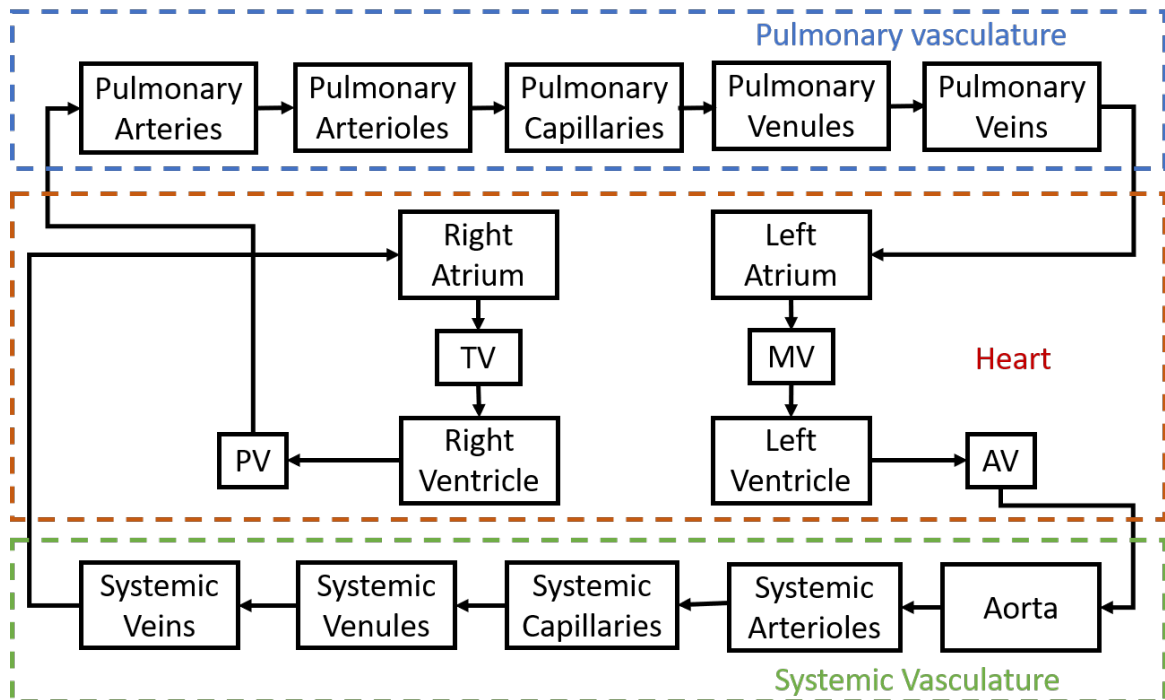 Pulmonary vasculature
Pulmonary
Arteries
Pulmonary
Arterioles
Pulmonary
Capillaries
Pulmonary
Venules
Pulmonary
Veins
Right
Atrium
Left
Atrium
TV
MV
Heart
PV
Right
Ventricle
Left
Ventricle
AV
Systemic
Veins
Systemic
Venules
Systemic
Capillaries
Systemic
Arterioles
Aorta
Systemic Vasculature